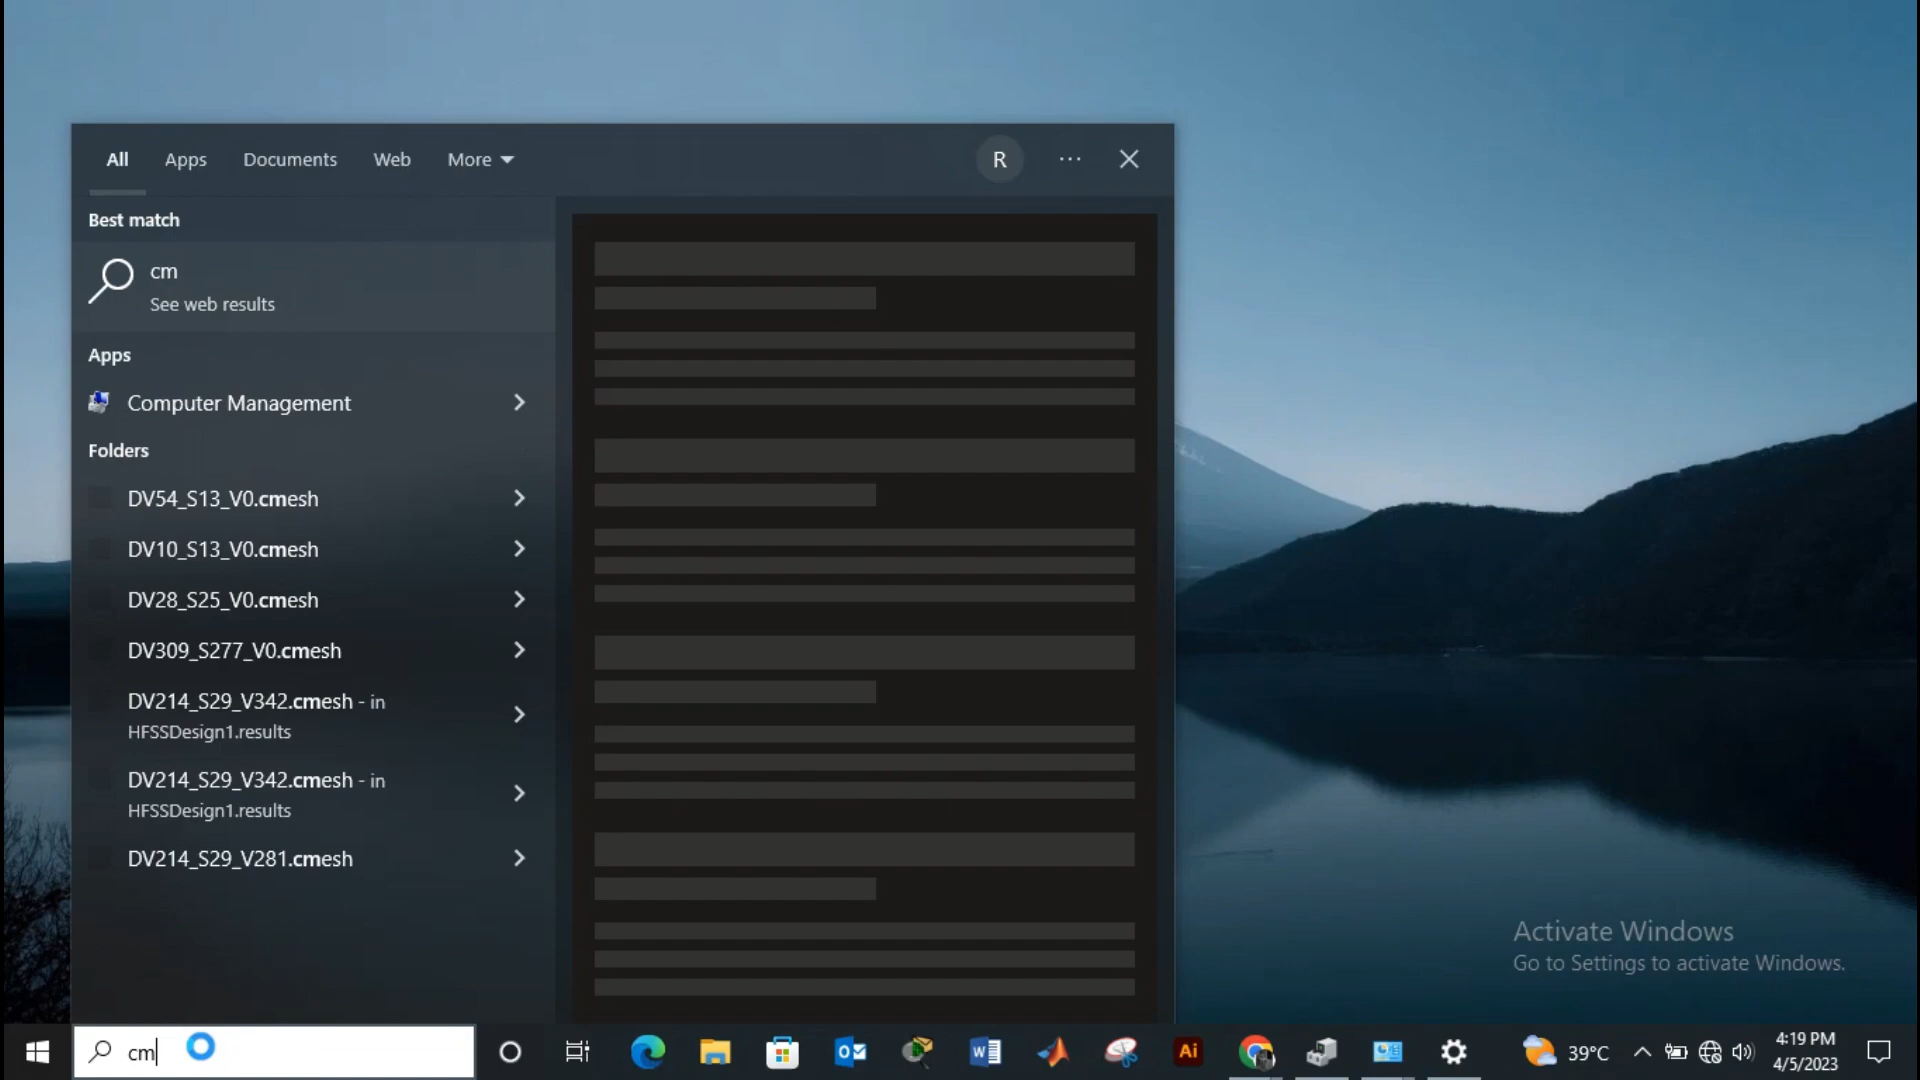 All Apps Documents Web More R
Best match
cm
See web results
Apps
Computer Management
Folders
DV54_S13_V0.cmesh
DV10_S13_V0.cmesh
DV28_S25_V0.cmesh
DV309_S277_V0.cmesh
DV214_S29_V342.cmesh - in
HFSSDesign1.results
DV214_S29_V342.cmesh - in
HFSSDesign1.results
DV214_S29_V281.cmesh
Activate Windows
Go to Settings to activate Windows.
cm
Ai
39°C
4:19 PM
4/5/2023